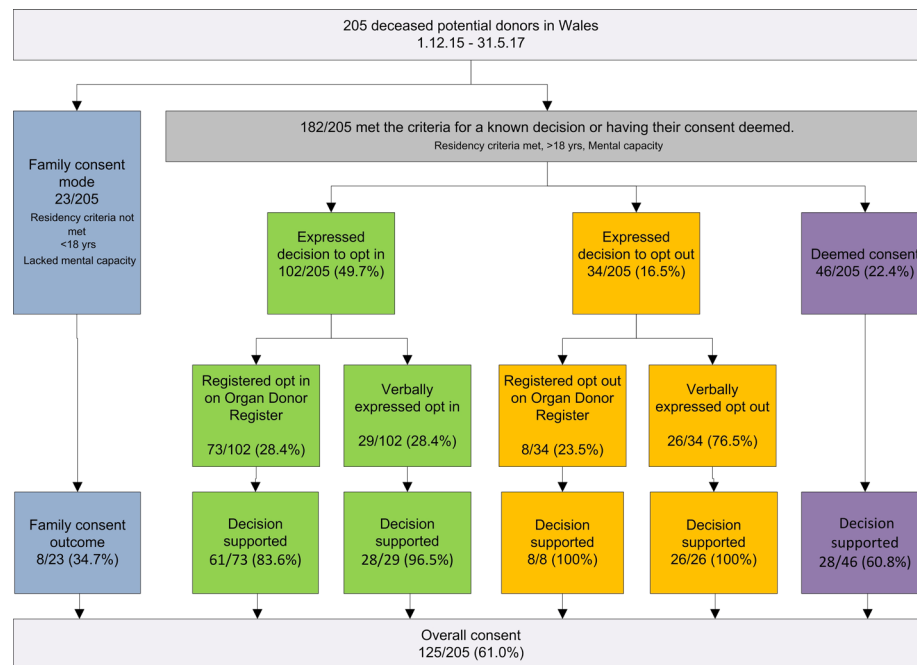 205 deceased potential donors in Wales
1.12.15 - 31.5.17
182/205 met the criteria for a known decision or having their consent deemed.
Residency criteria met, >18 yrs, Mental capacity
Family consent
mode
23/205
Residency criteria not
met
<18 yrs
Lacked mental capacity
Expressed
decision to opt in
102/205 (49.7%)
Expressed
decision to opt out
34/205 (16.5%)
Deemed consent
46/205 (22.4%)
Registered opt in
on Organ Donor
Register
73/102 (28.4%)
Verbally
expressed opt in
29/102 (28.4%)
Registered opt out
on Organ Donor
Register
8/34 (23.5%)
Verbally
expressed opt out
26/34 (76.5%)
Family consent
outcome
8/23 (34.7%)
Decision
supported
61/73 (83.6%)
Decision
supported
28/29 (96.5%)
Decision
supported
8/8 (100%)
Decision
supported
26/26 (100%)
Decision
supported
28/46 (60.8%)
Overall consent
125/205 (61.0%)